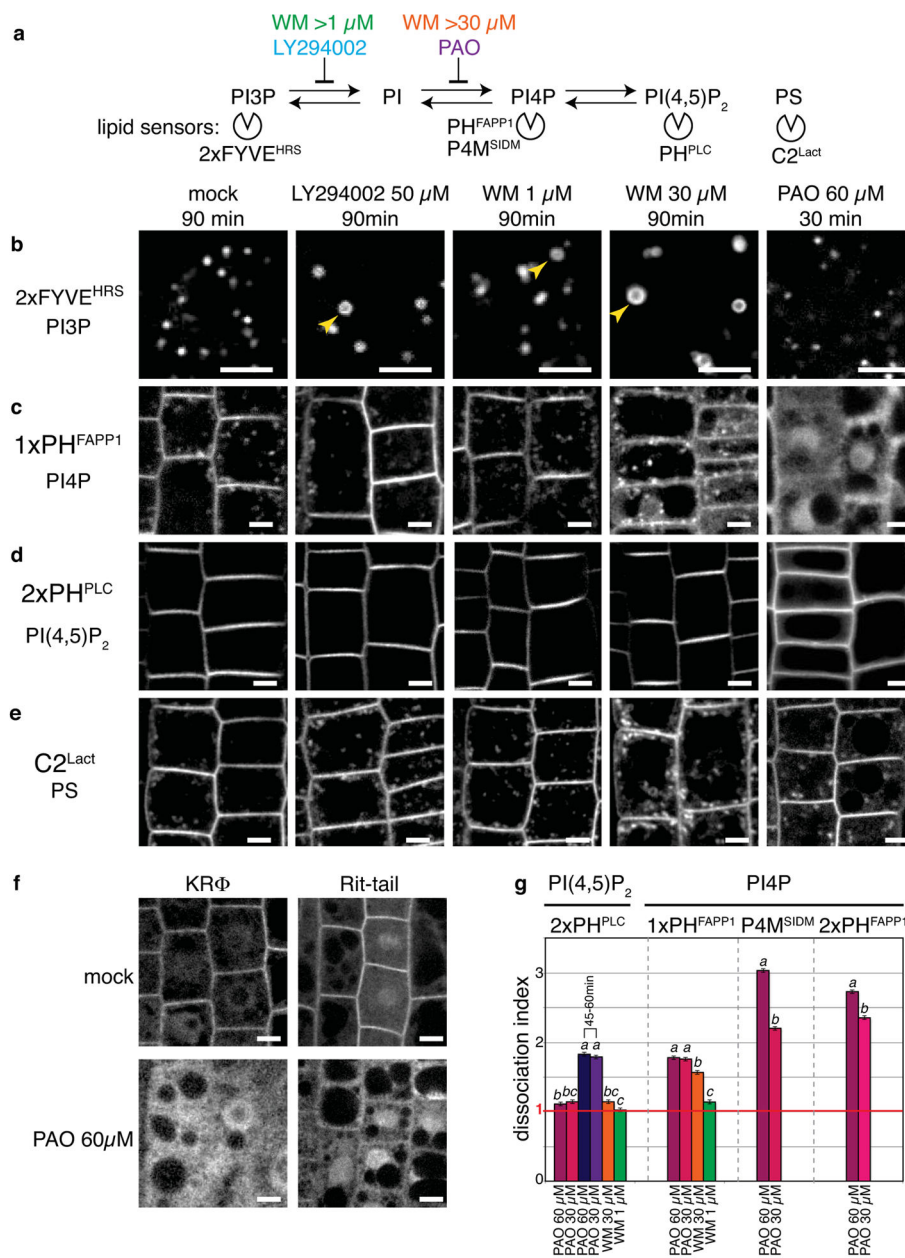 a
WM >1 µM
WM >30 µM
LY294002
PAO
PI3P
PI
PI4P
PI(4,5)P2
PS
lipid sensors:
2xFYVE^HRS
PH^FAPP1
P4M^SIDM
PH^PLC
C2^Lact
mock
90 min
LY294002 50 µM
90min
WM 1 µM
90min
WM 30 µM
90min
PAO 60 µM
30 min
b
2xFYVE^HRS
PI3P
c
1xPH^FAPP1
PI4P
d
2xPH^PLC
PI(4,5)P2
e
C2^Lact
PS
f
KRΦ
Rit-tail
mock
PAO 60µM
g
PI(4,5)P2
PI4P
2xPH^PLC
1xPH^FAPP1
P4M^SIDM
2xPH^FAPP1
dissociation index
3
2
1
0
45-60min
b bc a a bc c
a a b c
a b
a b
PAO 60 µM
PAO 30 µM
PAO 60 µM
PAO 30 µM
WM 30 µM
WM 1 µM
PAO 60 µM
PAO 30 µM
WM 30 µM
WM 1 µM
PAO 60 µM
PAO 30 µM
PAO 60 µM
PAO 30 µM